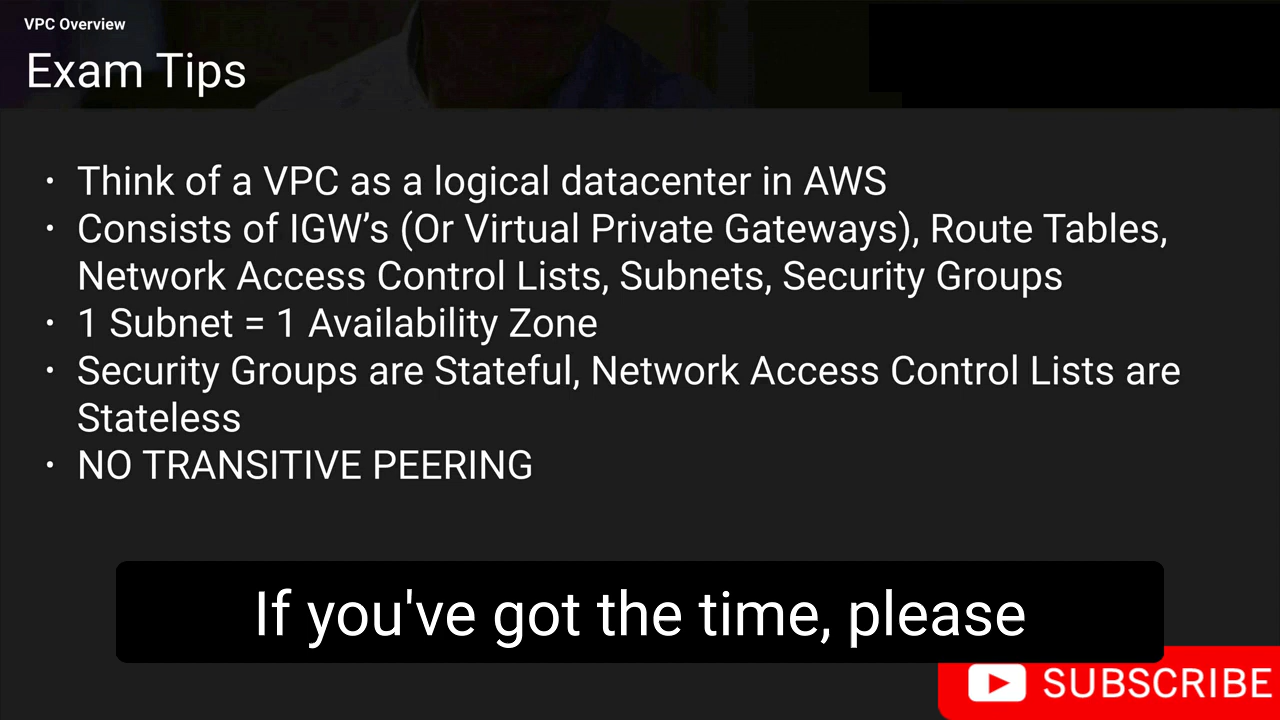 VPC Overview
Exam Tips
• Think of a VPC as a logical datacenter in AWS
• Consists of IGW’s (Or Virtual Private Gateways), Route Tables,
Network Access Control Lists, Subnets, Security Groups
• 1 Subnet = 1 Availability Zone
• Security Groups are Stateful, Network Access Control Lists are
Stateless
• NO TRANSITIVE PEERING
If you've got the time, please
SUBSCRIBE